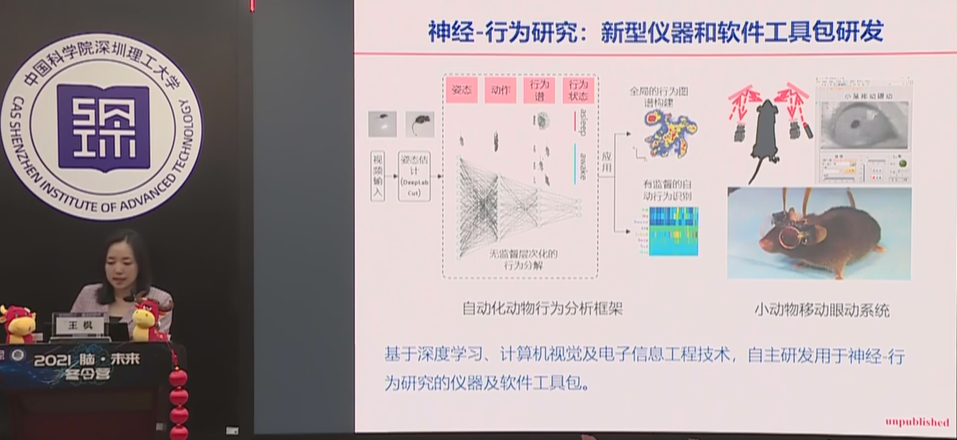 中国科学院深圳理工大学
CAS SHENZHEN INSTITUTE OF ADVANCED TECHNOLOGY
王枫
2021 脑·未来
冬令营
神经-行为研究：新型仪器和软件工具包研发
姿态
动作
行为
谱
行为
状态
视频输入
姿态估
计
(DeepLab
Cut)
asleep
awake
无监督层次化的
行为分解
应用
全局的行为图
谱构建
有监督的自
动行为识别
自动化动物行为分析框架
小动物移动眼动系统
基于深度学习、计算机视觉及电子信息工程技术，自主研发用于神经-行
为研究的仪器及软件工具包。
unpublished